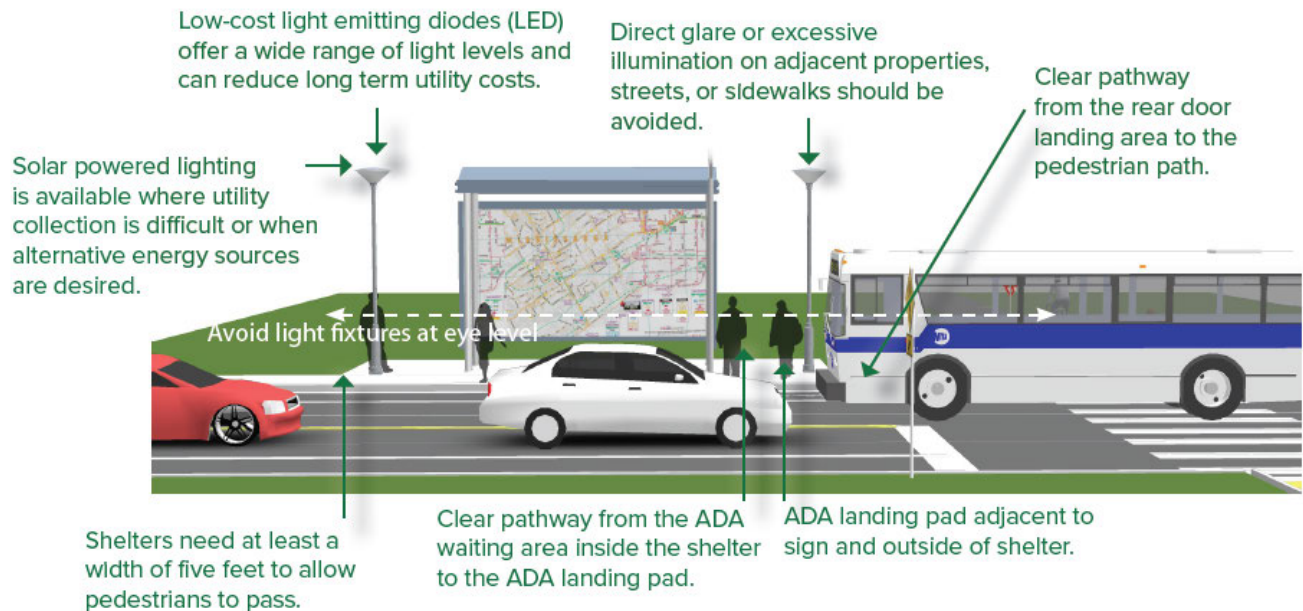 Low-cost light emitting diodes (LED)
offer a wide range of light levels and
can reduce long term utility costs.
Direct glare or excessive
illumination on adjacent properties,
streets, or sidewalks should be
avoided.
Clear pathway
from the rear door
landing area to the
pedestrian path.
Solar powered lighting
is available where utility
collection is difficult or when
alternative energy sources
are desired.
Avoid light fixtures at eye level
Shelters need at least a
width of five feet to allow
pedestrians to pass.
Clear pathway from the ADA
waiting area inside the shelter
to the ADA landing pad.
ADA landing pad adjacent to
sign and outside of shelter.